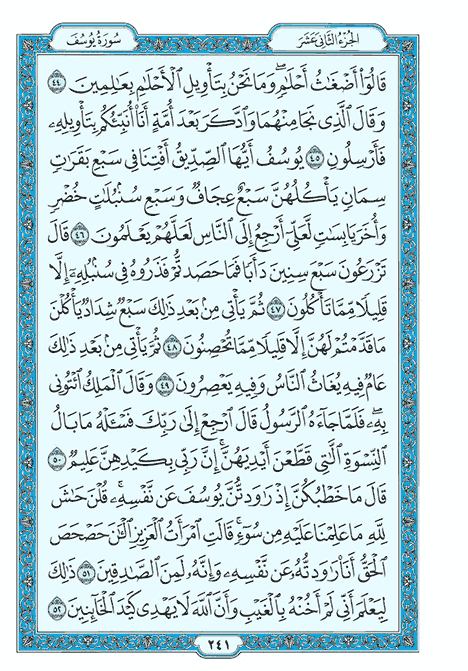 سُورَةُ يُوسُفَ
الجُزْءُ الثَّانِي عَشَرَ
قَالُوٓاْ أَضْغَٰثُ أَحْلَٰمٖۖ وَمَا نَحْنُ بِتَأْوِيلِ ٱلْأَحْلَٰمِ بِعَٰلِمِينَ ٤٤
وَقَالَ ٱلَّذِى نَجَا مِنْهُمَا وَٱدَّكَرَ بَعْدَ أُمَّةٍ أَنَا۠ أُنَبِّئُكُم بِتَأْوِيلِهِۦ
فَأَرْسِلُونِ ٤٥ يُوسُفُ أَيُّهَا ٱلصِّدِّيقُ أَفْتِنَا فِى سَبْعِ بَقَرَٰتٖ
سِمَانٖ يَأْكُلُهُنَّ سَبْعٌ عِجَافٞ وَسَبْعِ سُنۢبُلَٰتٍ خُضْرٖ
وَأُخَرَ يَابِسَٰتٖ لَّعَلِّىٓ أَرْجِعُ إِلَى ٱلنَّاسِ لَعَلَّهُمْ يَعْلَمُونَ ٤٦ قَالَ
تَزْرَعُونَ سَبْعَ سِنِينَ دَأَبٗا فَمَا حَصَدتُّمْ فَذَرُوهُ فِى سُنۢبُلِهِۦٓ إِلَّا
قَلِيلٗا مِّمَّا تَأْكُلُونَ ٤٧ ثُمَّ يَأْتِى مِنۢ بَعْدِ ذَٰلِكَ سَبْعٞ شِدَادٞ يَأْكُلْنَ
مَا قَدَّمْتُمْ لَهُنَّ إِلَّا قَلِيلٗا مِّمَّا تُحْصِنُونَ ٤٨ ثُمَّ يَأْتِى مِنۢ بَعْدِ ذَٰلِكَ
عَامٞ فِيهِ يُغَاثُ ٱلنَّاسُ وَفِيهِ يَعْصِرُونَ ٤٩ وَقَالَ ٱلْمَلِكُ ٱئْتُونِى
بِهِۦۖ فَلَمَّا جَآءَهُ ٱلرَّسُولُ قَالَ ٱرْجِعْ إِلَىٰ رَبِّكَ فَسْـَٔلْهُ مَا بَالُ
ٱلنِّسْوَةِ ٱلَّٰتِى قَطَّعْنَ أَيْدِيَهُنَّۚ إِنَّ رَبِّى بِكَيْدِهِنَّ عَلِيمٞ ٥٠
قَالَ مَا خَطْبُكُنَّ إِذْ رَٰوَدتُّنَّ يُوسُفَ عَن نَّفْسِهِۦۚ قُلْنَ حَٰشَ
لِلَّهِ مَا عَلِمْنَا عَلَيْهِ مِن سُوٓءٖۚ قَالَتِ ٱمْرَأَتُ ٱلْعَزِيزِ ٱلْـَٰٔنَ حَصْحَصَ
ٱلْحَقُّ أَنَا۠ رَٰوَدتُّهُۥ عَن نَّفْسِهِۦ وَإِنَّهُۥ لَمِنَ ٱلصَّٰدِقِينَ ٥١ ذَٰلِكَ
لِيَعْلَمَ أَنِّى لَمْ أَخُنْهُ بِٱلْغَيْبِ وَأَنَّ ٱللَّهَ لَا يَهْدِى كَيْدَ ٱلْخَآئِنِينَ ٥٢
٢٤١